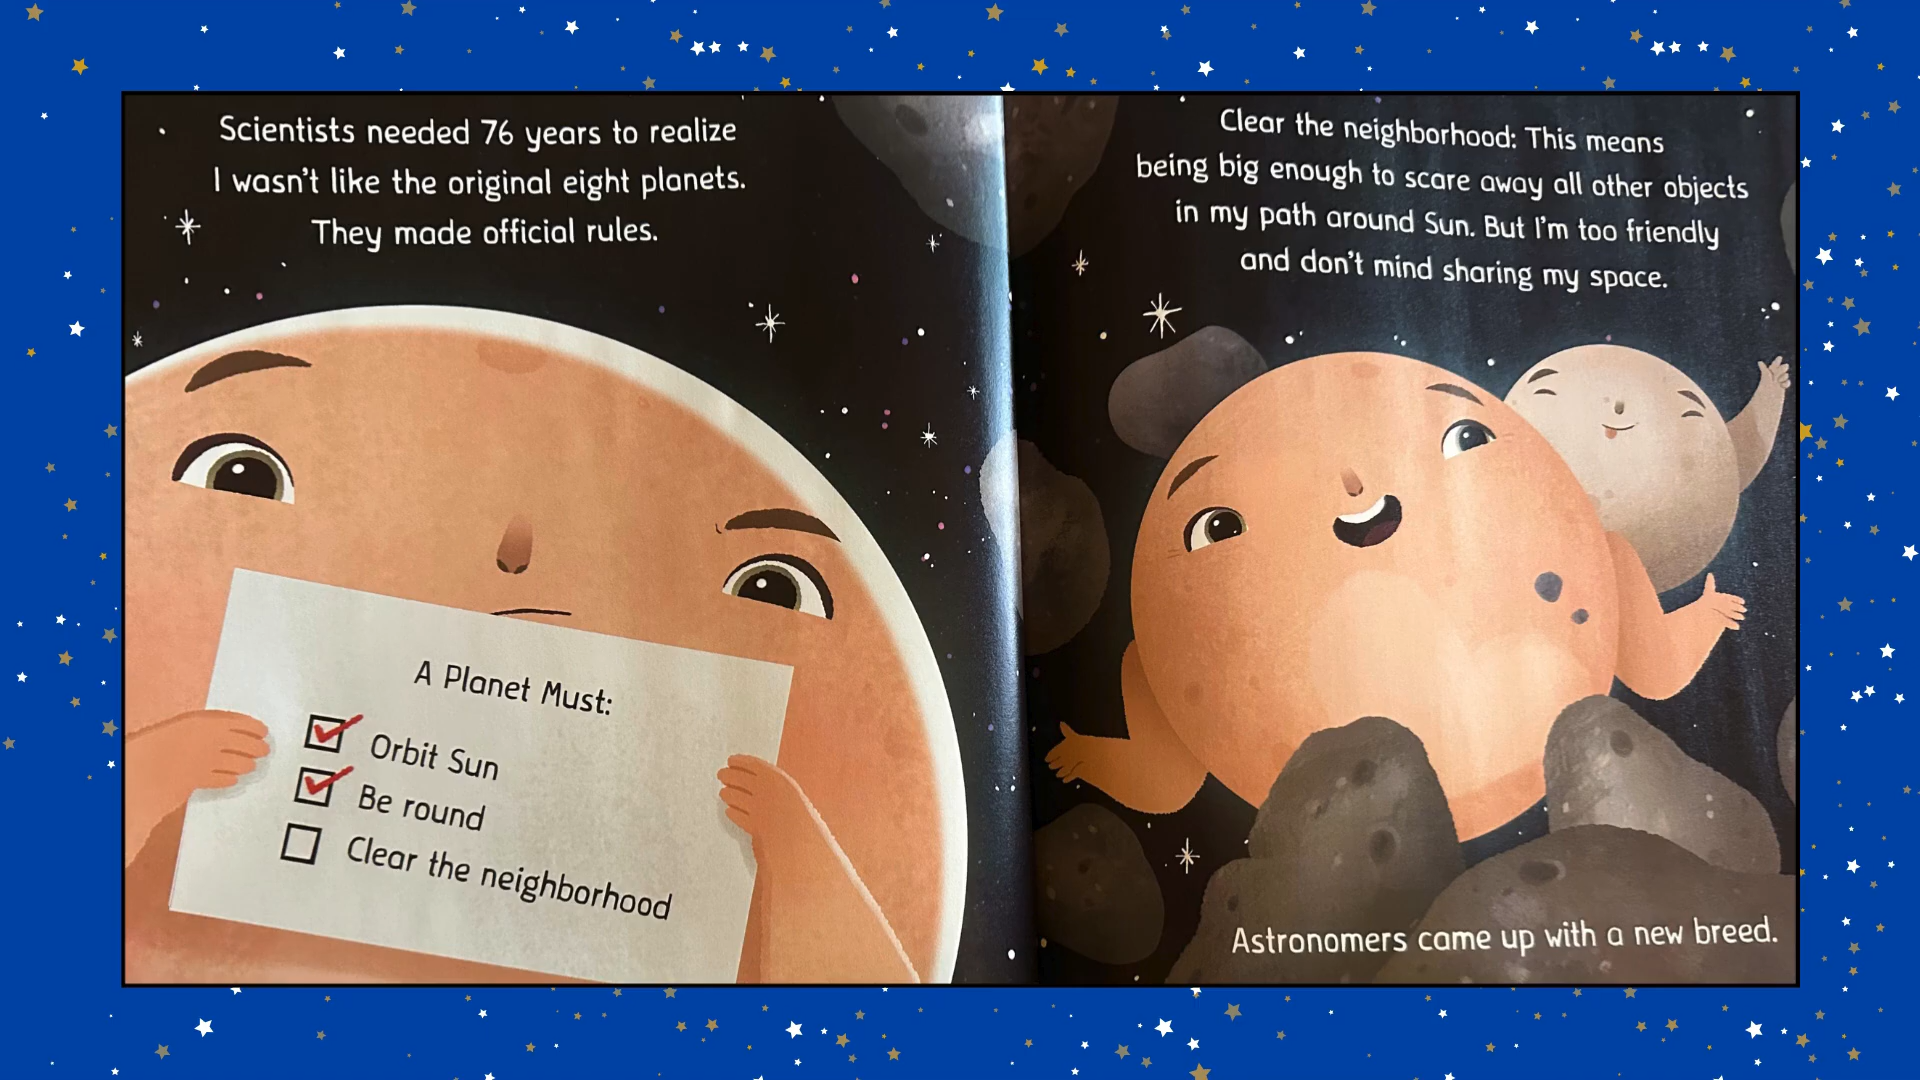 Scientists needed 76 years to realize
I wasn't like the original eight planets.
They made official rules.
A Planet Must:
Orbit Sun
Be round
Clear the neighborhood
Clear the neighborhood: This means
being big enough to scare away all other objects
in my path around Sun. But I'm too friendly
and don't mind sharing my space.
Astronomers came up with a new breed.